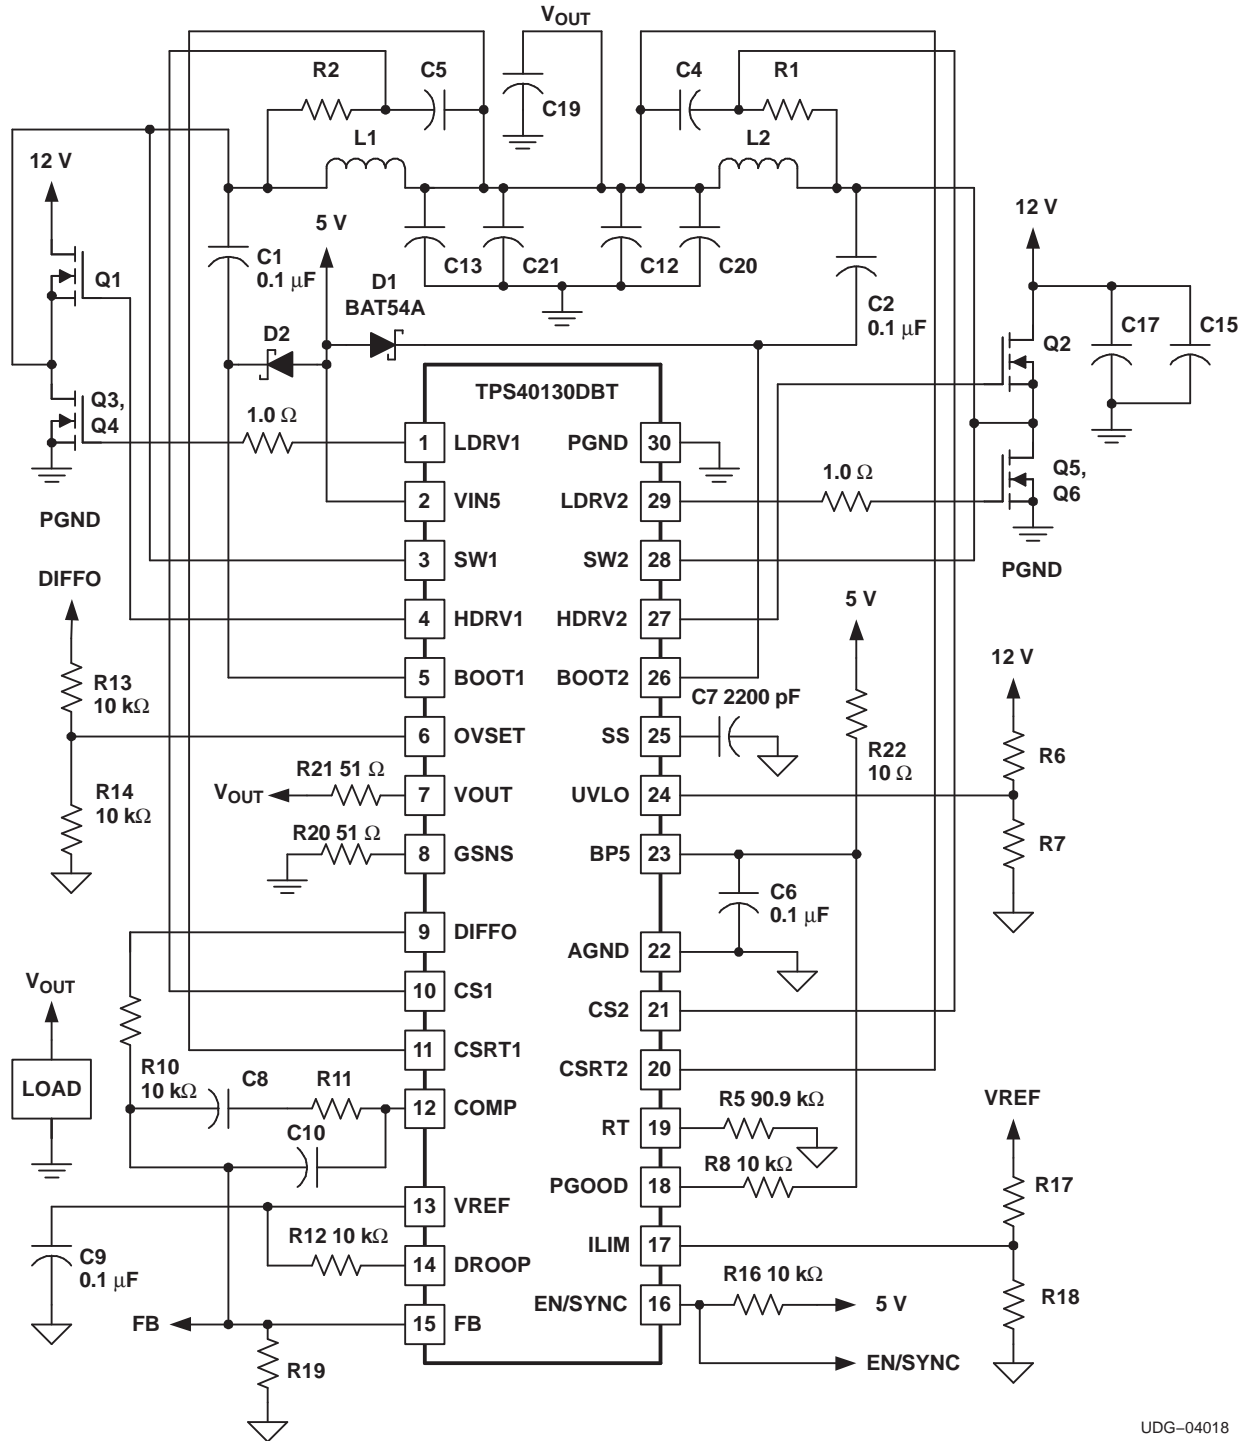 V_OUT
R2
C5
C4
R1
C19
L1
L2
12 V
5 V
12 V
Q1
C1
0.1 μF
C13
C21
C12
C20
D1
BAT54A
C2
0.1 μF
C17
C15
D2
Q2
TPS40130DBT
Q3,
Q4
1.0 Ω
1 LDRV1
PGND 30
1.0 Ω
Q5,
Q6
2 VIN5
LDRV2 29
PGND
3 SW1
SW2 28
PGND
DIFFO
5 V
4 HDRV1
HDRV2 27
12 V
R13
10 kΩ
5 BOOT1
BOOT2 26
C7 2200 pF
6 OVSET
SS 25
R22
10 Ω
R6
R21 51 Ω
R14
10 kΩ
V_OUT
7 VOUT
UVLO 24
R20 51 Ω
8 GSNS
BP5 23
R7
C6
0.1 μF
9 DIFFO
AGND 22
V_OUT
10 CS1
CS2 21
11 CSRT1
CSRT2 20
LOAD
R10
10 kΩ
C8
R11
12 COMP
R5 90.9 kΩ
VREF
RT 19
C10
R8 10 kΩ
PGOOD 18
R17
13 VREF
R12 10 kΩ
ILIM 17
C9
0.1 μF
14 DROOP
R16 10 kΩ
EN/SYNC 16
5 V
R18
FB
15 FB
EN/SYNC
R19
UDG–04018